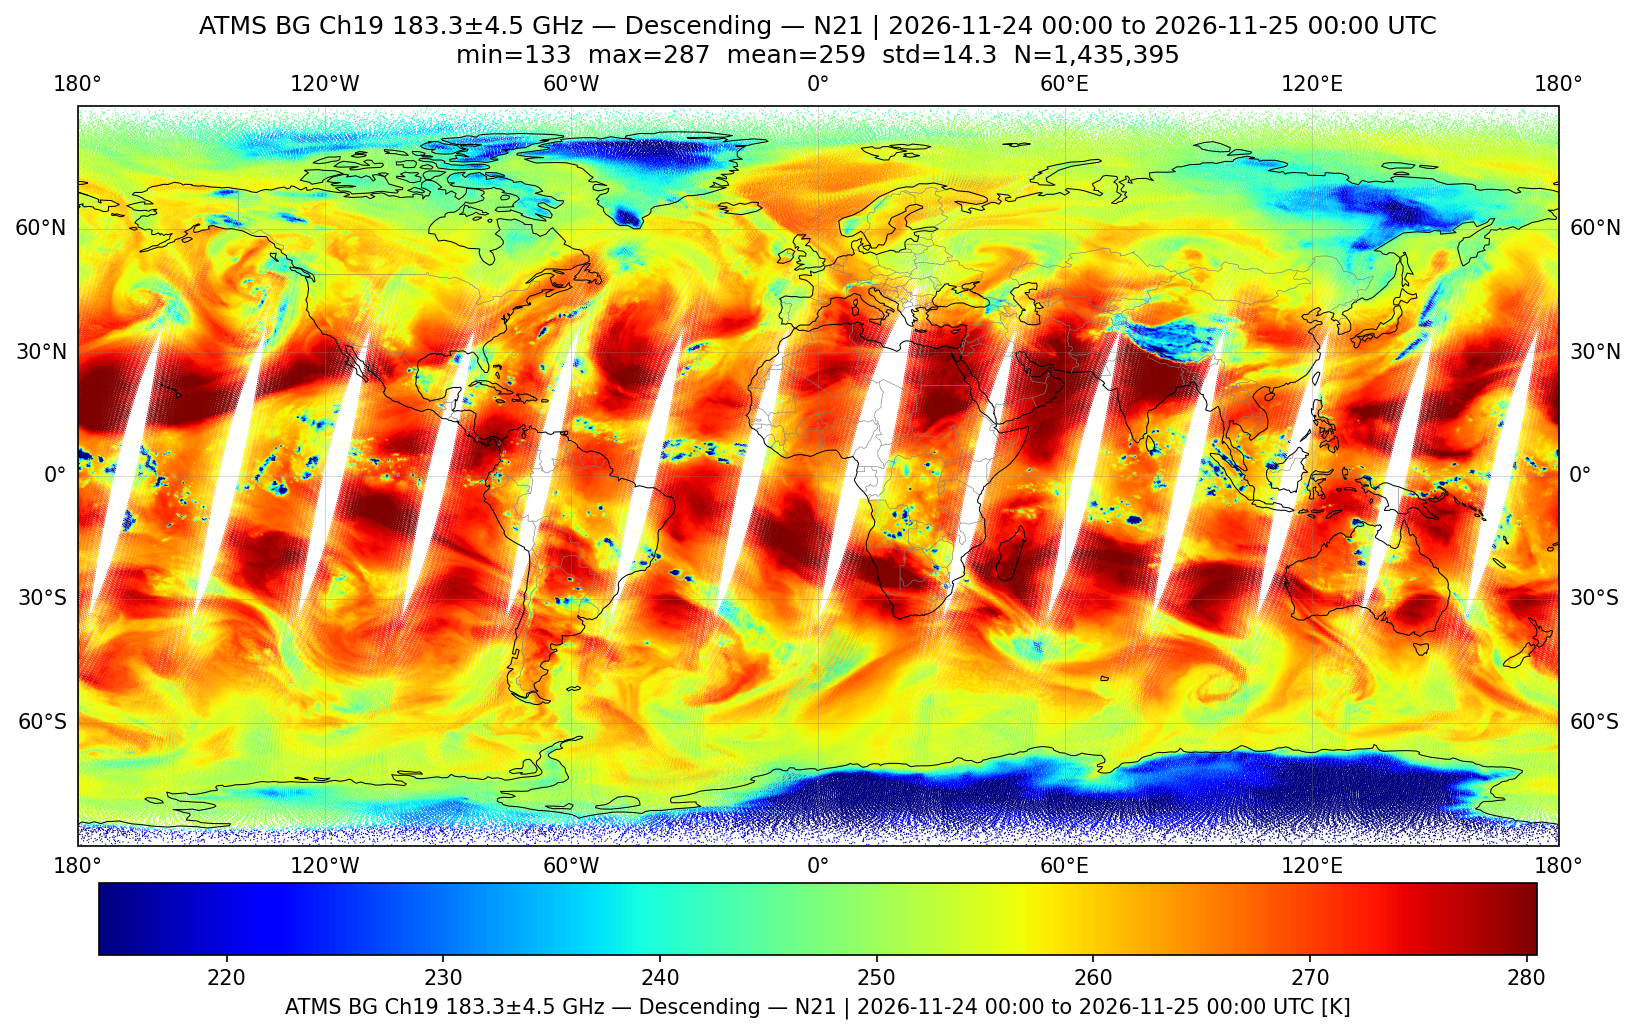 ATMS BG Ch19 183.3±4.5 GHz — Descending — N21 | 2026-11-24 00:00 to 2026-11-25 00:00 UTC
min=133  max=287  mean=259  std=14.3  N=1,435,395
180° 120°W 60°W 0° 60°E 120°E 180°
60°N 60°N
30°N 30°N
0° 0°
30°S 30°S
60°S 60°S
180° 120°W 60°W 0° 60°E 120°E 180°
220 230 240 250 260 270 280
ATMS BG Ch19 183.3±4.5 GHz — Descending — N21 | 2026-11-24 00:00 to 2026-11-25 00:00 UTC [K]